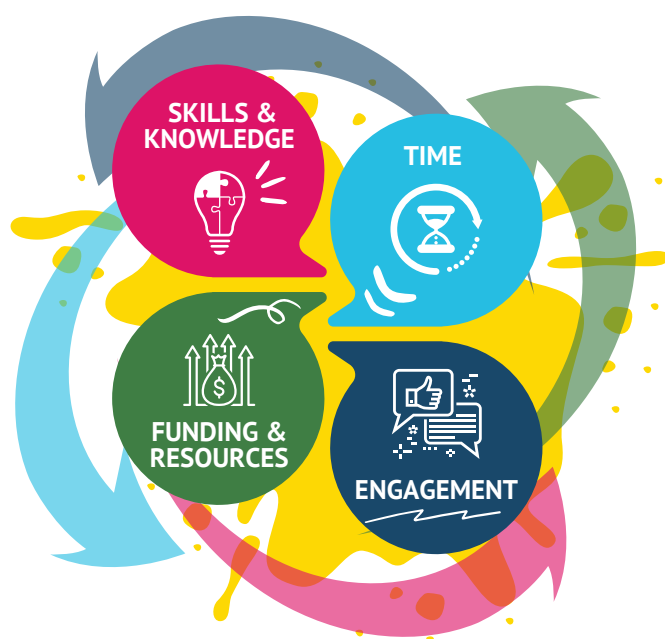 SKILLS &
KNOWLEDGE
TIME
$
FUNDING &
RESOURCES
ENGAGEMENT